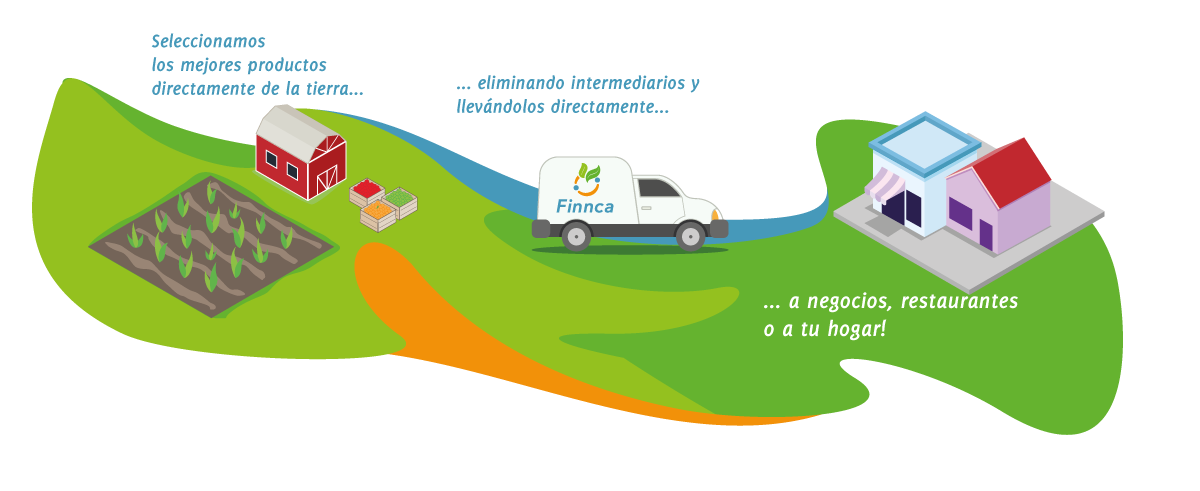 Seleccionamos
los mejores productos
directamente de la tierra...
... eliminando intermediarios y
llevándolos directamente...
Finnca
... a negocios, restaurantes
o a tu hogar!